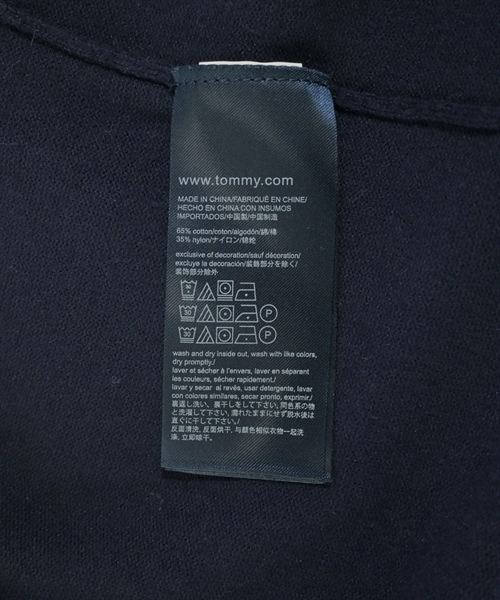 www.tommy.com
MADE IN CHINA/FABRIQUÉ EN CHINE/
HECHO EN CHINA CON INSUMOS
IMPORTADOS/中国製/中国制造
65% cotton/coton/algodón/綿/棉
35% nylon/ナイロン/锦纶
exclusive of decoration/sauf décoration/
excluye la decoración/装飾部分を除く/
装饰部分除外
30
30 P
30 P
wash and dry inside out, wash with like colors,
dry promptly./
laver et sécher à l'envers, laver en séparant
les couleurs, sécher rapidement./
lavar y secar al revés, usar detergente, lavar
con colores similares, secar pronto, exprimir./
裏返し洗い、裏干しをして下さい, 同色系の物
と洗濯して下さい, 濡れたままにせず脱水後は
直ぐに干して下さい。/
反面清洗, 反面烘干, 与颜色相似衣物一起洗
涤, 立即晾干。